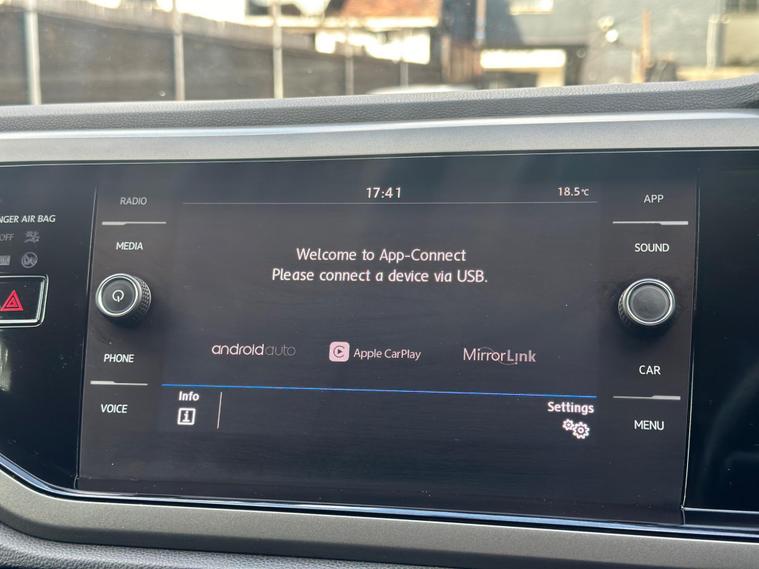 17:41
18.5°C
RADIO
MEDIA
PHONE
VOICE
NGER AIR BAG
OFF
Welcome to App-Connect
Please connect a device via USB.
androidauto
Apple CarPlay
MirrorLink
Info
Settings
APP
SOUND
CAR
MENU